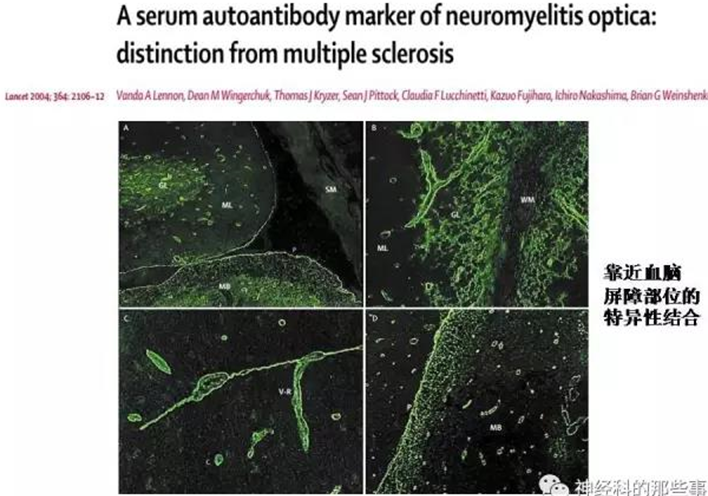 A serum autoantibody marker of neuromyelitis optica:
distinction from multiple sclerosis
Lancet 2004; 364: 2106–12 Vanda A Lennon, Dean M Wingerchuk, Thomas J Kryzer, Sean J Pittock, Claudia F Lucchinetti, Kazuo Fujihara, Ichiro Nakashima, Brian G Weinshenk
A
GL
ML
SM
P
MB
B
GL
WM
ML
靠近血脑
屏障部位的
特异性结合
C
V-R
D
P
MB
神经科的那些事